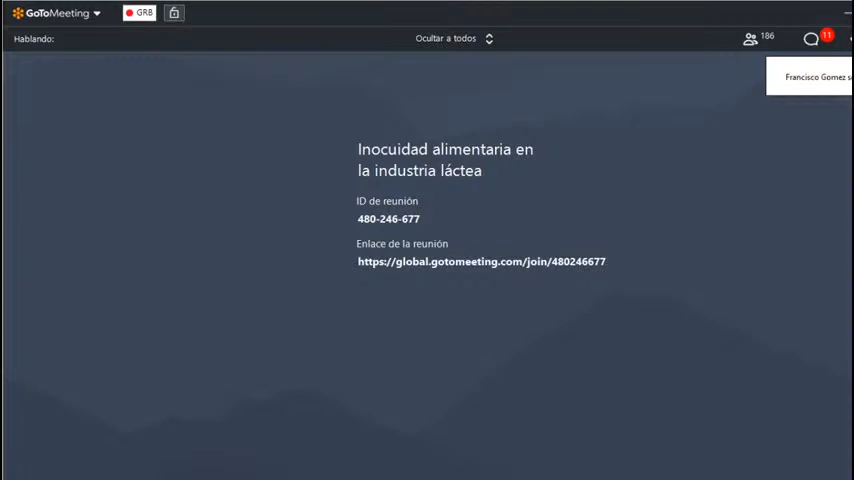 GoToMeeting
GRB
Hablando:
Ocultar a todos
186
11
Francisco Gomez s
Inocuidad alimentaria en
la industria láctea
ID de reunión
480-246-677
Enlace de la reunión
https://global.gotomeeting.com/join/480246677